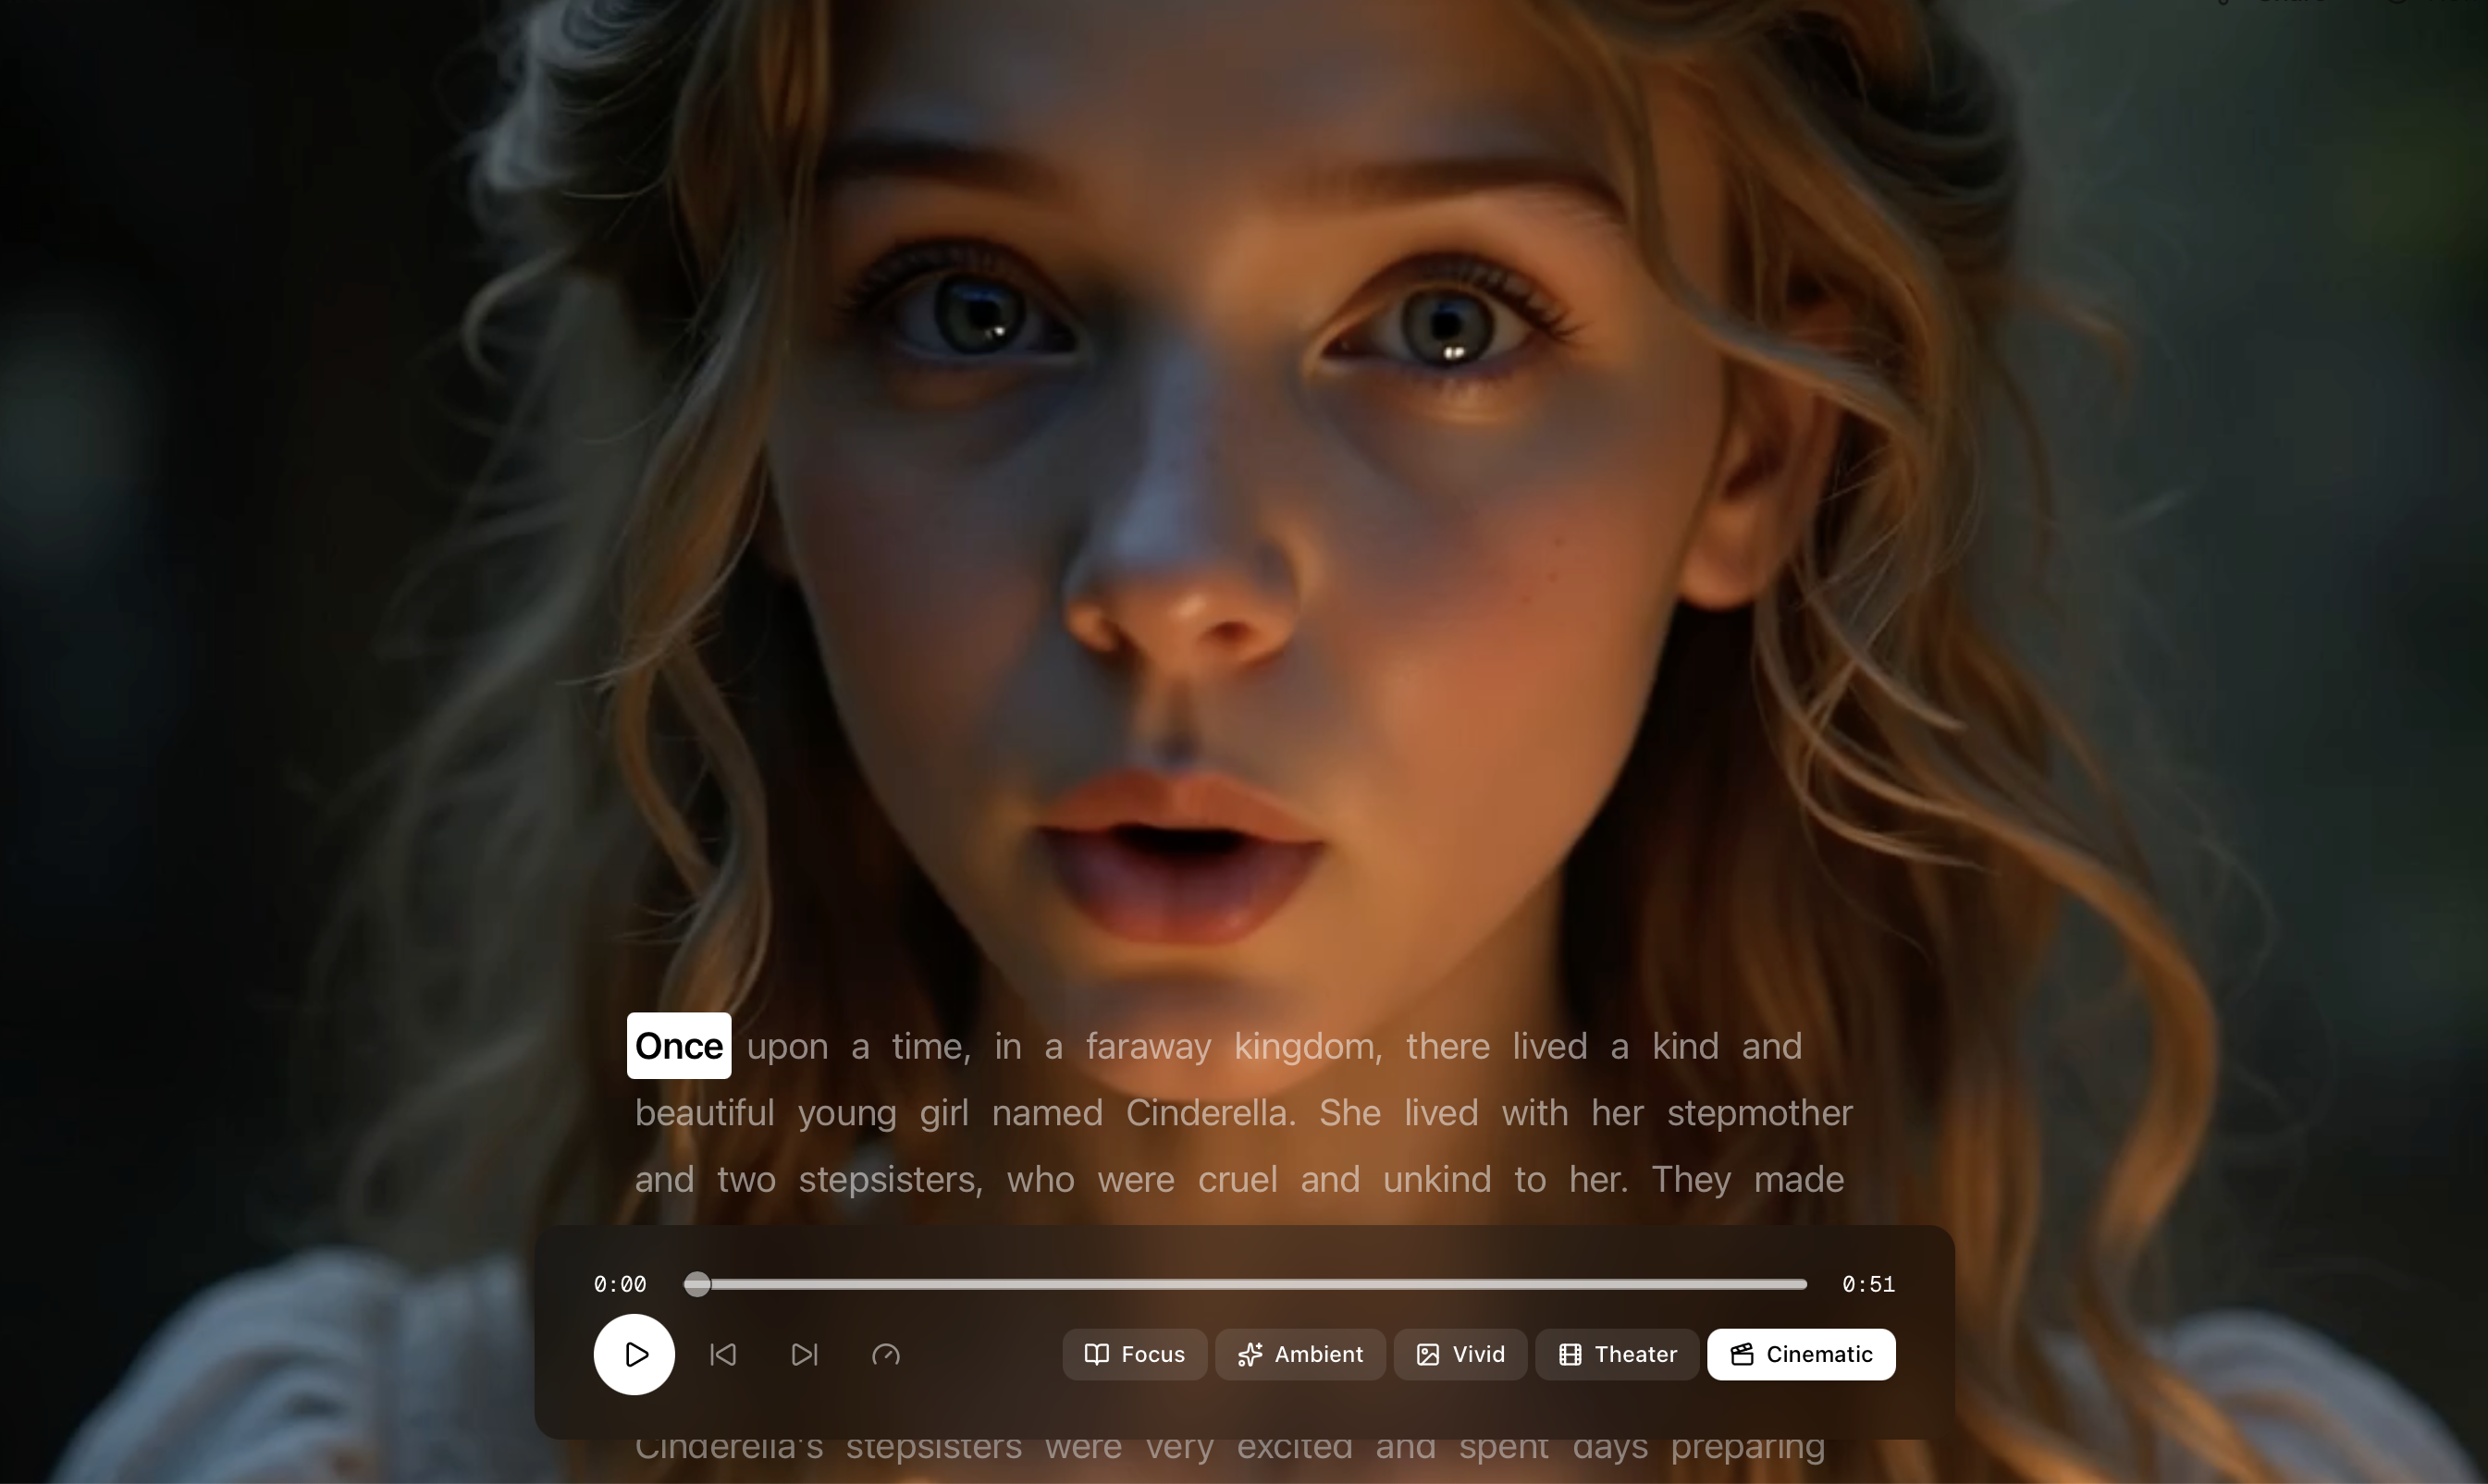 Once upon a time, in a faraway kingdom, there lived a kind and
beautiful young girl named Cinderella. She lived with her stepmother
and two stepsisters, who were cruel and unkind to her. They made
0:00 0:51
Focus Ambient Vivid Theater Cinematic
Cinderella's stepsisters were very excited and spent days preparing